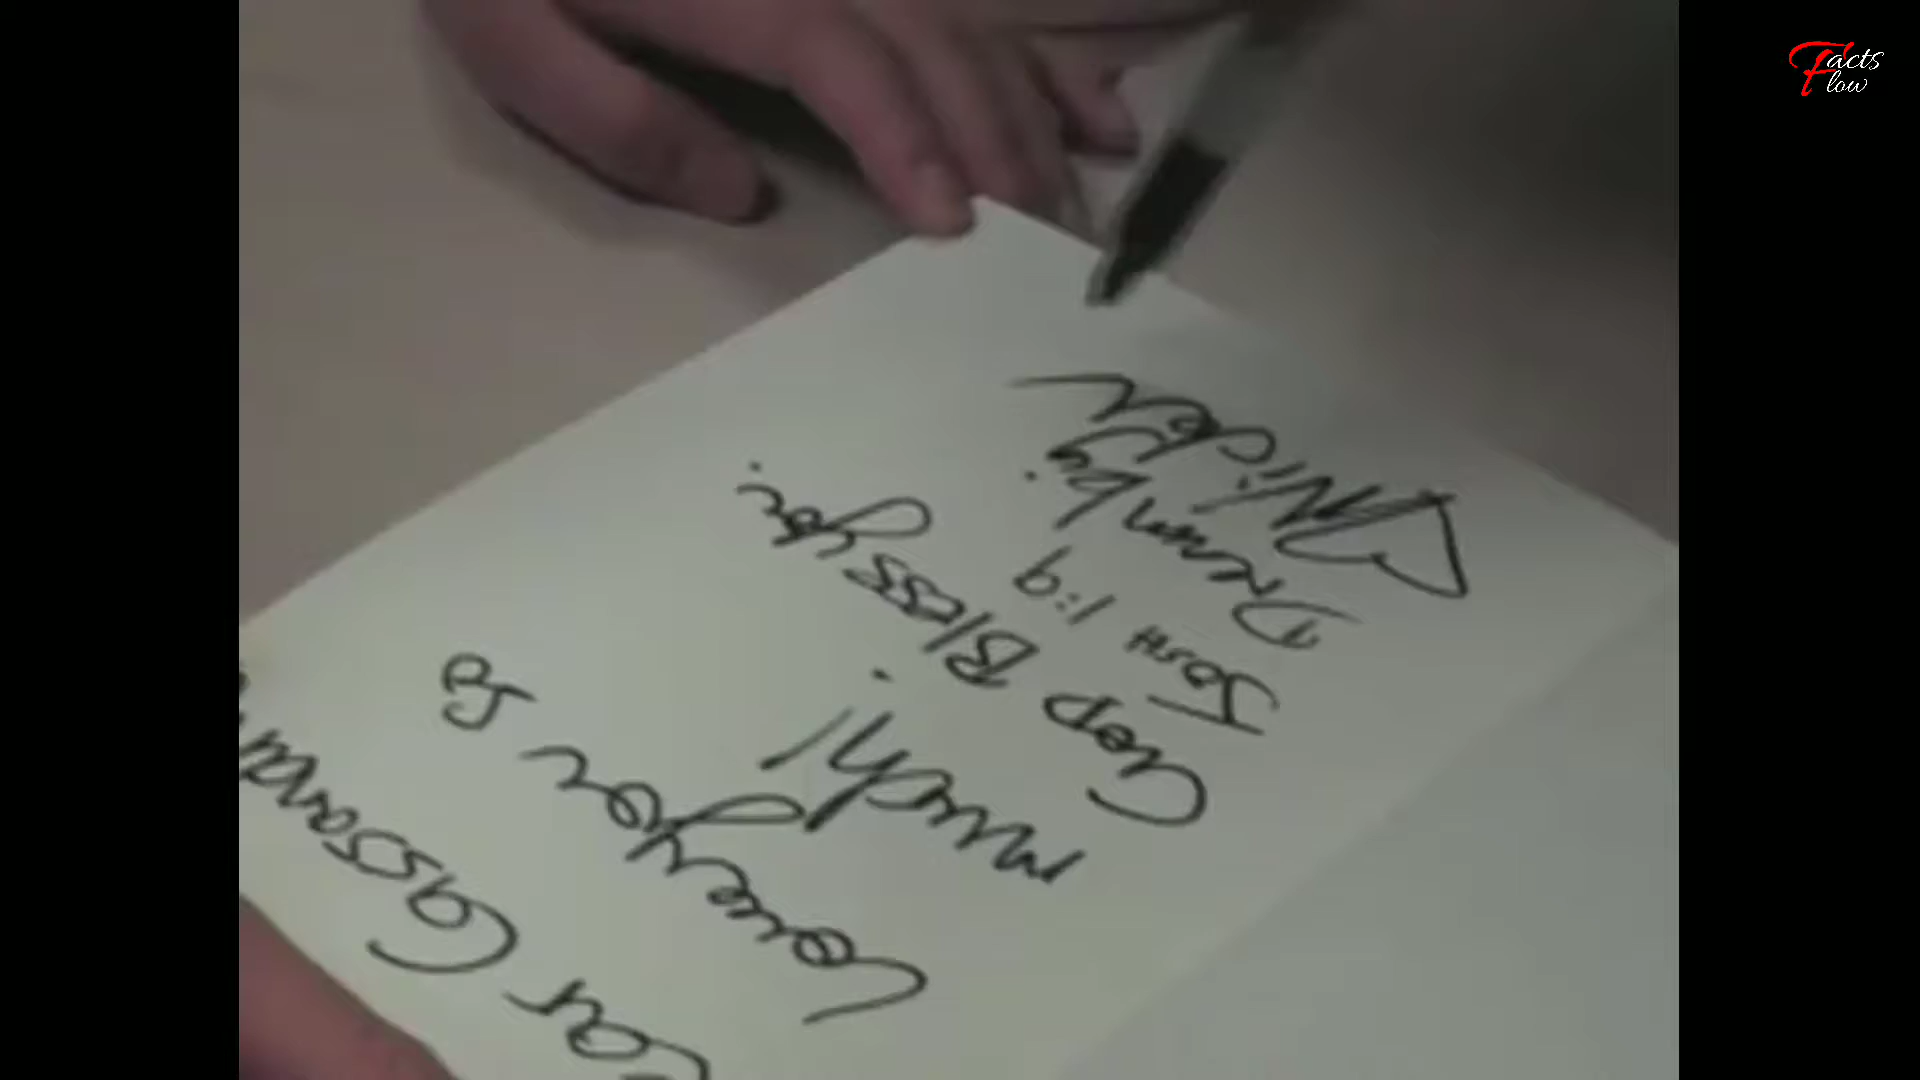 Love you so
much!
God Bless you.
Josh 1:9
Dream big.
Facts
Flow